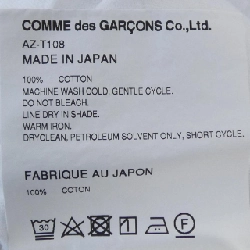 COMME des GARÇONS Co.,Ltd.
AZ-T108
MADE IN JAPAN
100% COTTON
MACHINE WASH COLD, GENTLE CYCLE.
DO NOT BLEACH.
LINE DRY IN SHADE.
WARM IRON.
DRYCLEAN, PETROLEUM SOLVENT ONLY, SHORT CYCLE.
FABRIQUE AU JAPON
100% COTON
30 F